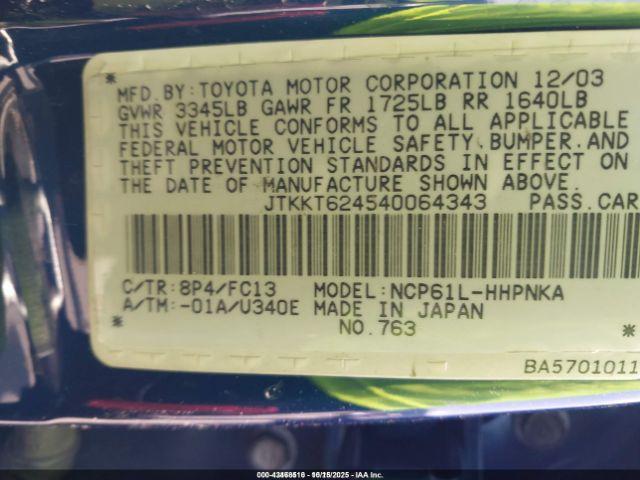 MFD.BY:TOYOTA MOTOR CORPORATION 12/03
GVWR 3345LB GAWR FR 1725LB RR 1640LB
THIS VEHICLE CONFORMS TO ALL APPLICABLE
FEDERAL MOTOR VEHICLE SAFETY,BUMPER,AND
THEFT PREVENTION STANDARDS IN EFFECT ON
THE DATE OF MANUFACTURE SHOWN ABOVE.
JTKKT624540064343 PASS.CAR
C/TR:8P4/FC13 MODEL:NCP61L-HHPNKA
A/TM:-01A/U340E MADE IN JAPAN
NO.763
BA5701011